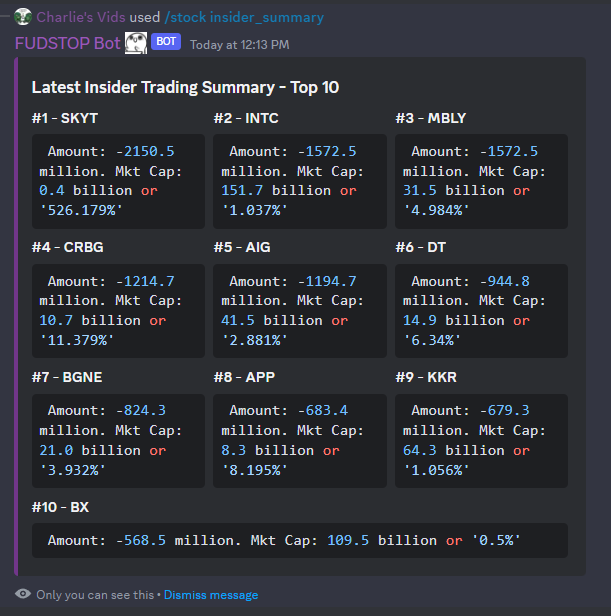 Charlie's Vids used /stock insider_summary
FUDSTOP Bot BOT Today at 12:13 PM
Latest Insider Trading Summary - Top 10
#1 - SKYT
Amount: -2150.5
million. Mkt Cap:
0.4 billion or
'526.179%'
#2 - INTC
Amount: -1572.5
million. Mkt Cap:
151.7 billion or
'1.037%'
#3 - MBLY
Amount: -1572.5
million. Mkt Cap:
31.5 billion or
'4.984%'
#4 - CRBG
Amount: -1214.7
million. Mkt Cap:
10.7 billion or
'11.379%'
#5 - AIG
Amount: -1194.7
million. Mkt Cap:
41.5 billion or
'2.881%'
#6 - DT
Amount: -944.8
million. Mkt Cap:
14.9 billion or
'6.34%'
#7 - BGNE
Amount: -824.3
million. Mkt Cap:
21.0 billion or
'3.932%'
#8 - APP
Amount: -683.4
million. Mkt Cap:
8.3 billion or
'8.195%'
#9 - KKR
Amount: -679.3
million. Mkt Cap:
64.3 billion or
'1.056%'
#10 - BX
Amount: -568.5 million. Mkt Cap: 109.5 billion or '0.5%'
Only you can see this • Dismiss message